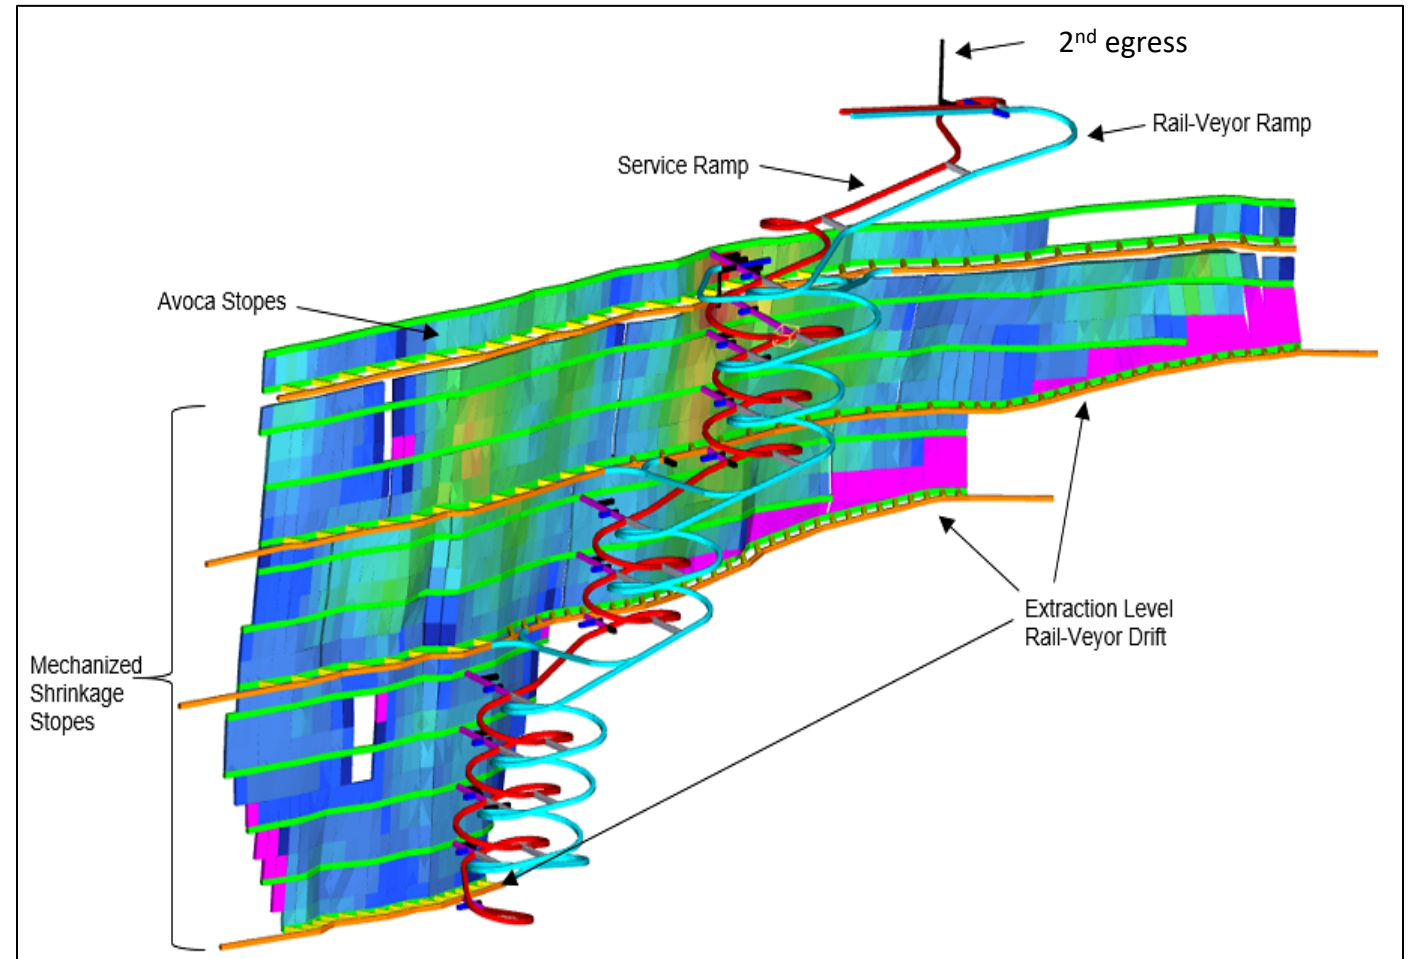 2nd egress
Rail-Veyor Ramp
Service Ramp
Avoca Stopes
Extraction Level
Rail-Veyor Drift
Mechanized
Shrinkage
Stopes